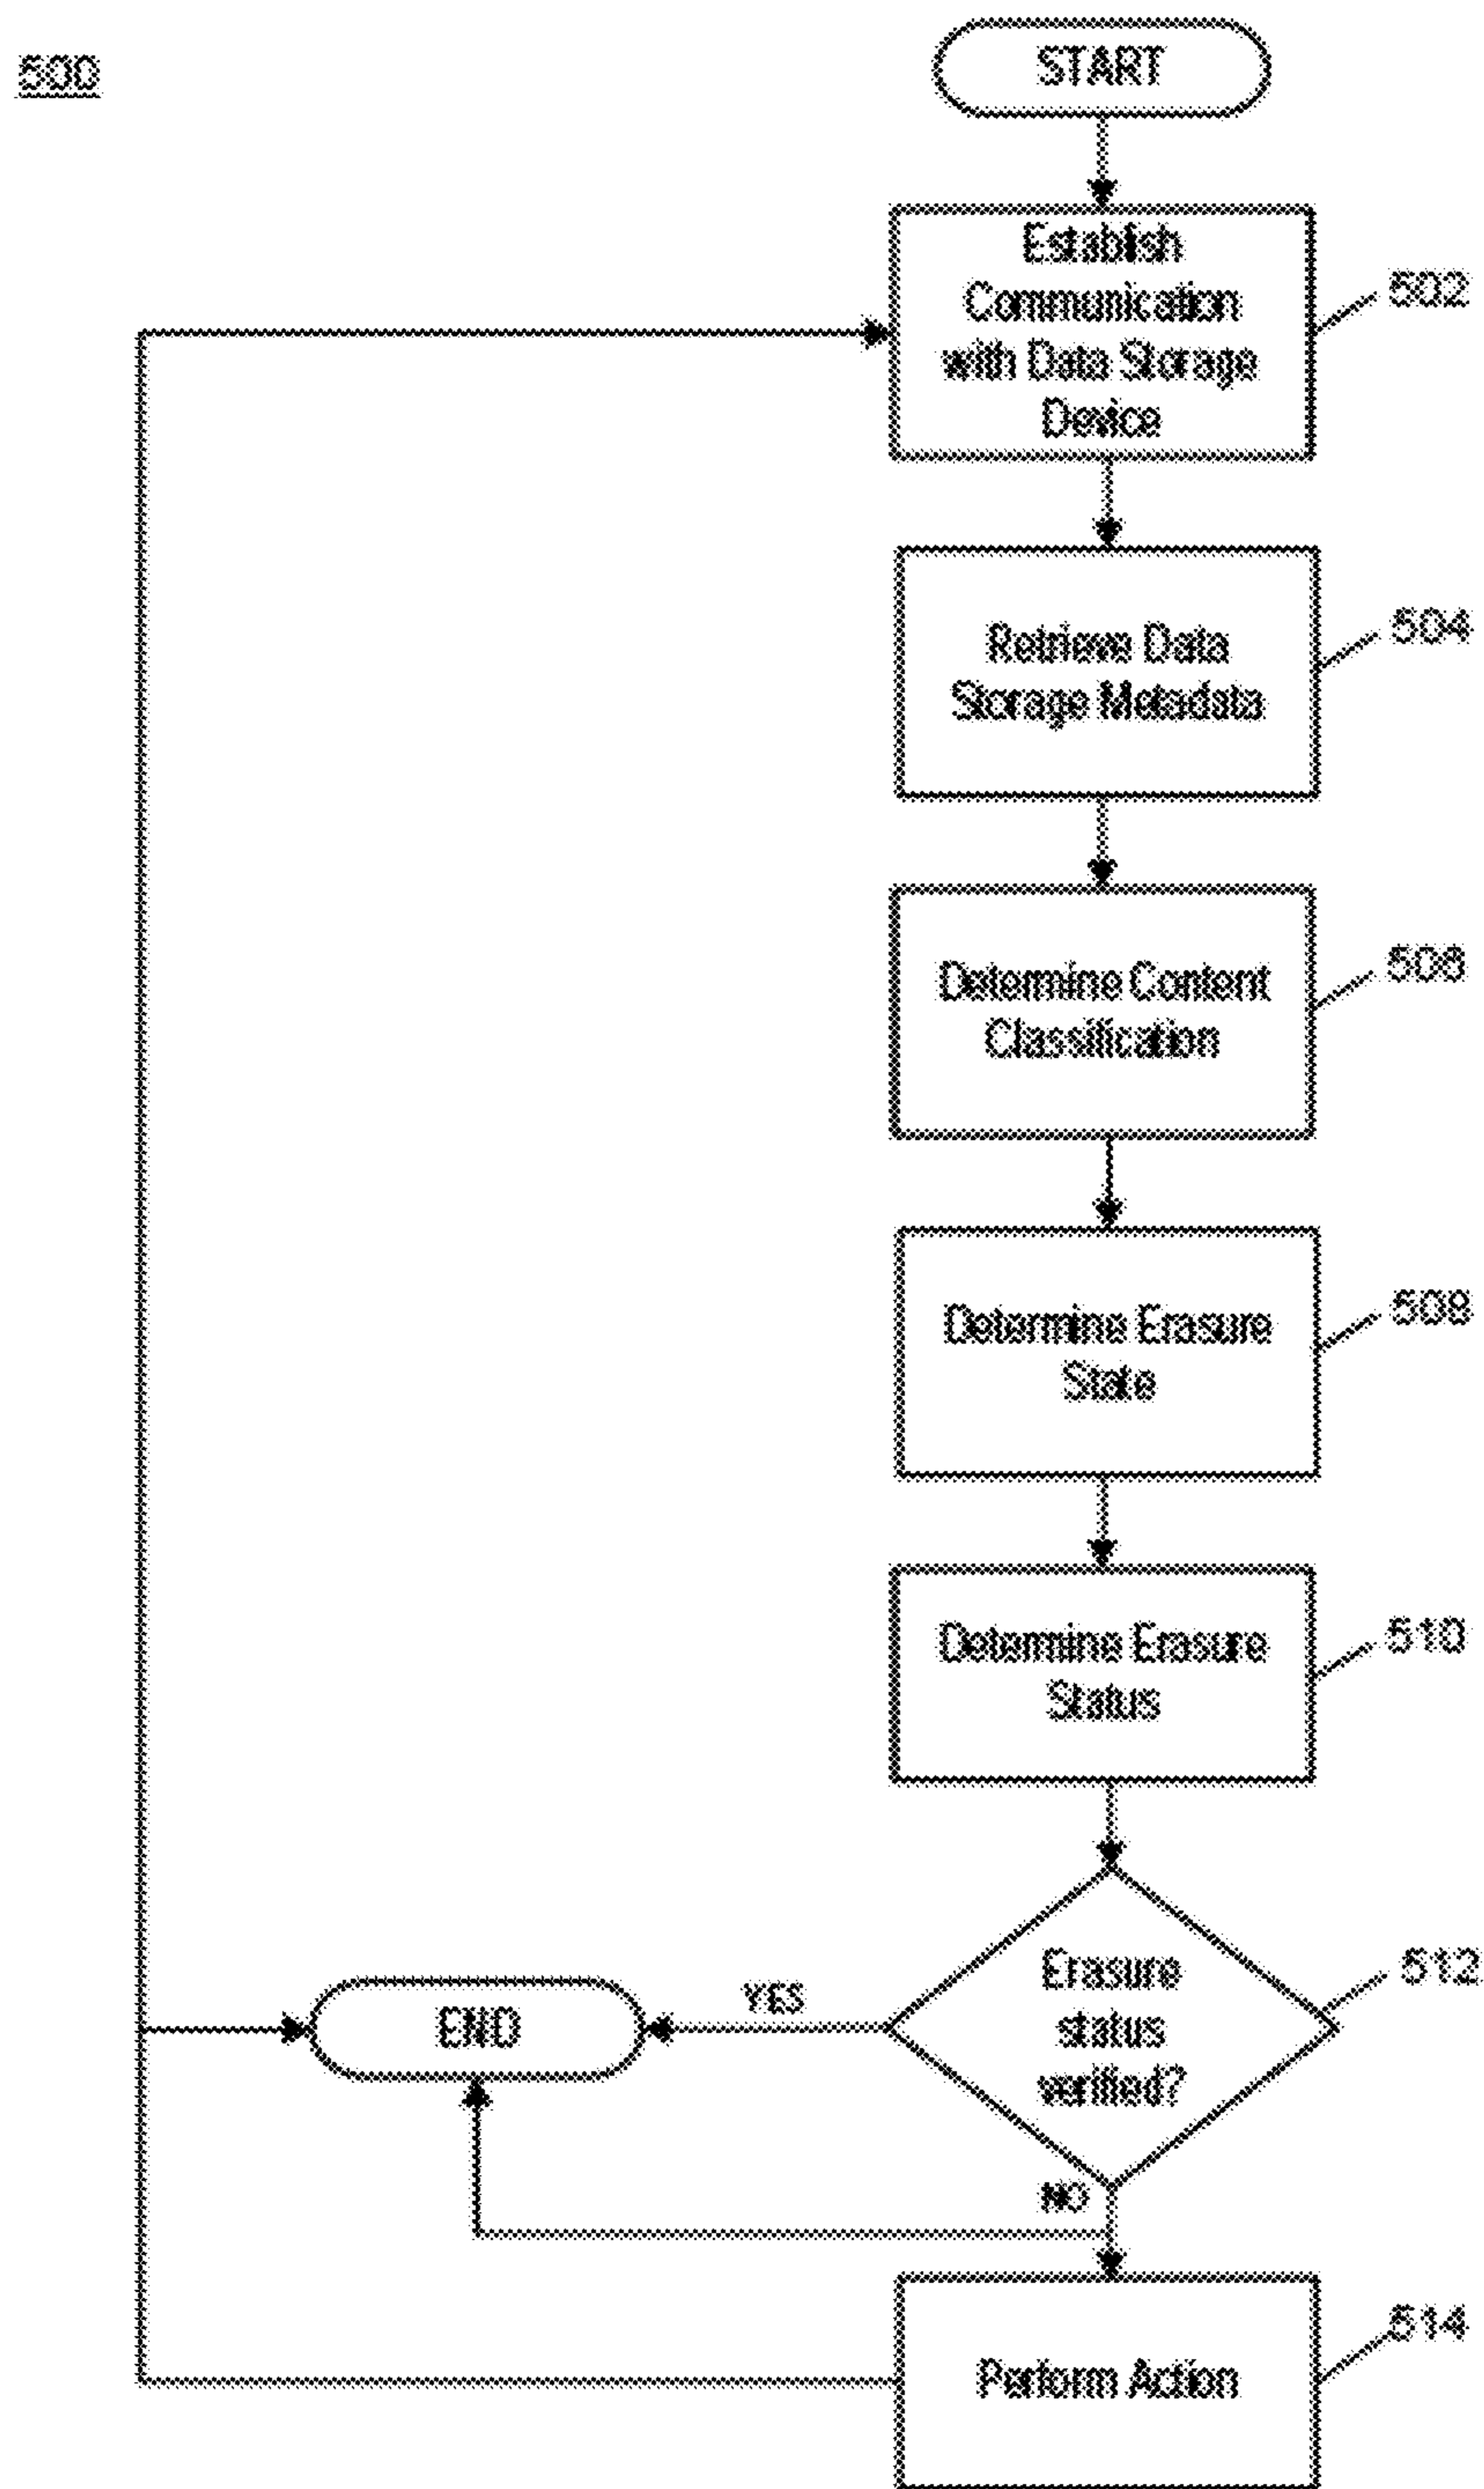 500
START
Establish
Communication
with Data Storage
Device
502
Retrieve Data
Storage Metadata
504
Determine Content
Classification
506
Determine Erasure
State
508
Determine Erasure
Status
510
Erasure
status
verified?
512
YES
END
NO
Perform Action
514